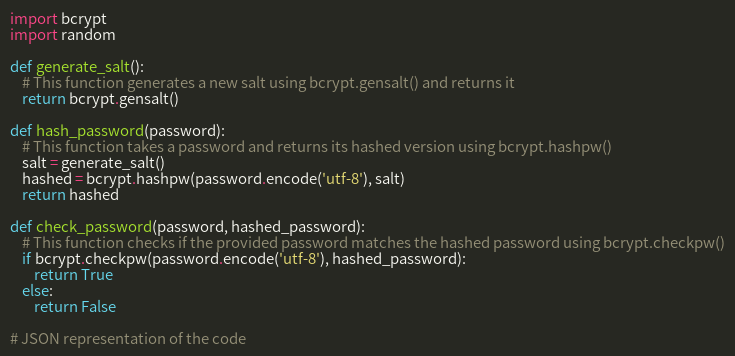 import bcrypt
import random

def generate_salt():
    # This function generates a new salt using bcrypt.gensalt() and returns it
    return bcrypt.gensalt()

def hash_password(password):
    # This function takes a password and returns its hashed version using bcrypt.hashpw()
    salt = generate_salt()
    hashed = bcrypt.hashpw(password.encode('utf-8'), salt)
    return hashed

def check_password(password, hashed_password):
    # This function checks if the provided password matches the hashed password using bcrypt.checkpw()
    if bcrypt.checkpw(password.encode('utf-8'), hashed_password):
        return True
    else:
        return False

# JSON representation of the code